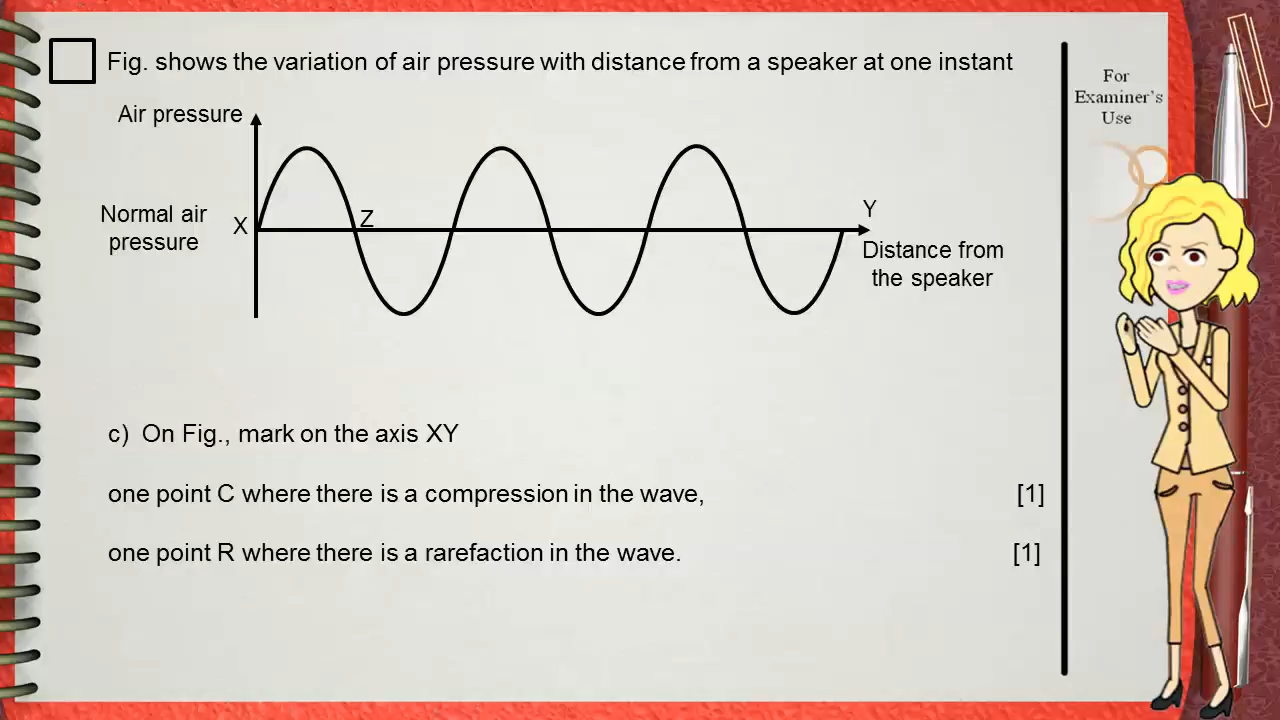 Fig. shows the variation of air pressure with distance from a speaker at one instant
For
Examiner's
Use
Air pressure
Normal air
pressure
X
Z
Y
Distance from
the speaker
c) On Fig., mark on the axis XY
one point C where there is a compression in the wave, [1]
one point R where there is a rarefaction in the wave. [1]